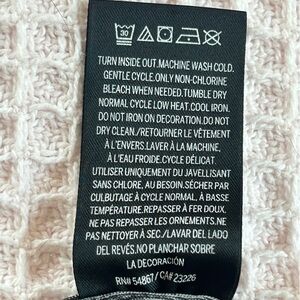 30
TURN INSIDE OUT.MACHINE WASH COLD.
GENTLE CYCLE.ONLY NON-CHLORINE
BLEACH WHEN NEEDED.TUMBLE DRY
NORMAL CYCLE LOW HEAT.COOL IRON.
DO NOT IRON ON DECORATION.DO NOT
DRY CLEAN./RETOURNER LE VÊTEMENT
À L'ENVERS.LAVER À LA MACHINE,
À L'EAU FROIDE.CYCLE DÉLICAT.
UTILISER UNIQUEMENT DU JAVELLISANT
SANS CHLORE, AU BESOIN.SÉCHER PAR
CULBUTAGE À CYCLE NORMAL, À BASSE
TEMPÉRATURE.REPASSER À FER DOUX.
NE PAS REPASSER LES ORNEMENTS. NE
PAS NETTOYER À SEC./LAVAR DEL LADO
DEL REVÉS.NO PLANCHAR SOBRE
LA DECORACIÓN
RN# 54867 / CA# 23226